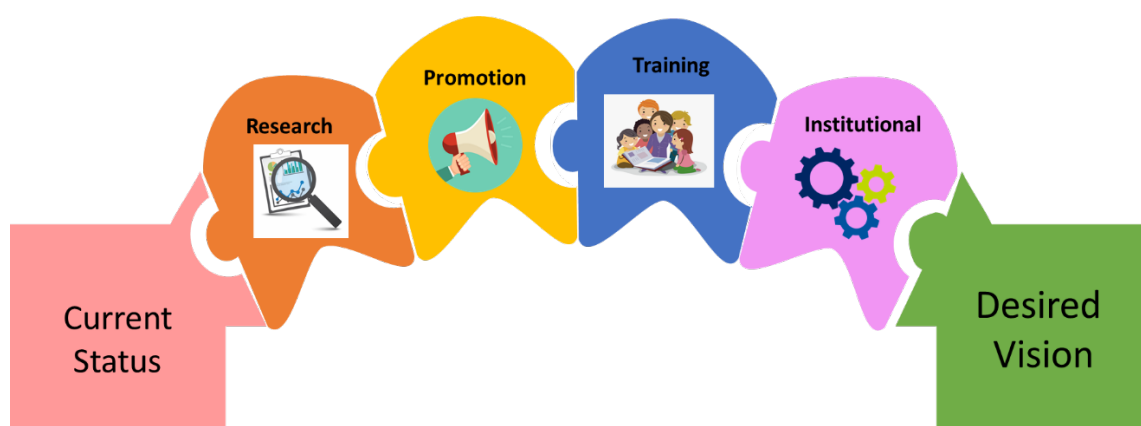 Research
Promotion
Training
Institutional
Current
Status
Desired
Vision